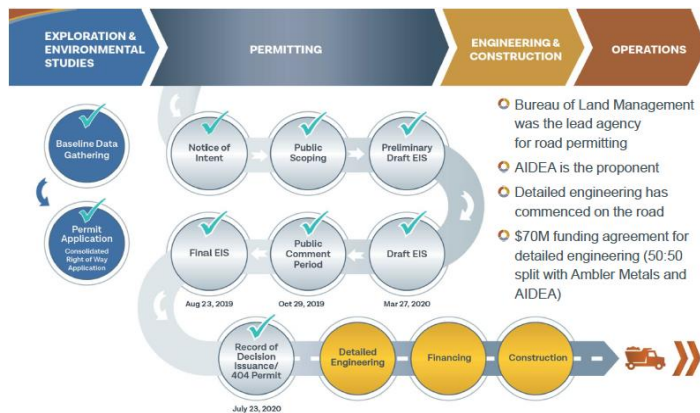 EXPLORATION &
ENVIRONMENTAL
STUDIES
PERMITTING
ENGINEERING &
CONSTRUCTION
OPERATIONS
Baseline Data
Gathering
Permit
Application
Consolidated
Right of Way
Application
Notice of
Intent
Public
Scoping
Preliminary
Draft EIS
Final EIS
Aug 23, 2019
Public
Comment
Period
Oct 29, 2019
Draft EIS
Mar 27, 2020
Record of
Decision
Issuance/
404 Permit
July 23, 2020
Detailed
Engineering
Financing
Construction
Bureau of Land Management
was the lead agency
for road permitting
AIDEA is the proponent
Detailed engineering has
commenced on the road
$70M funding agreement for
detailed engineering (50:50
split with Ambler Metals and
AIDEA)